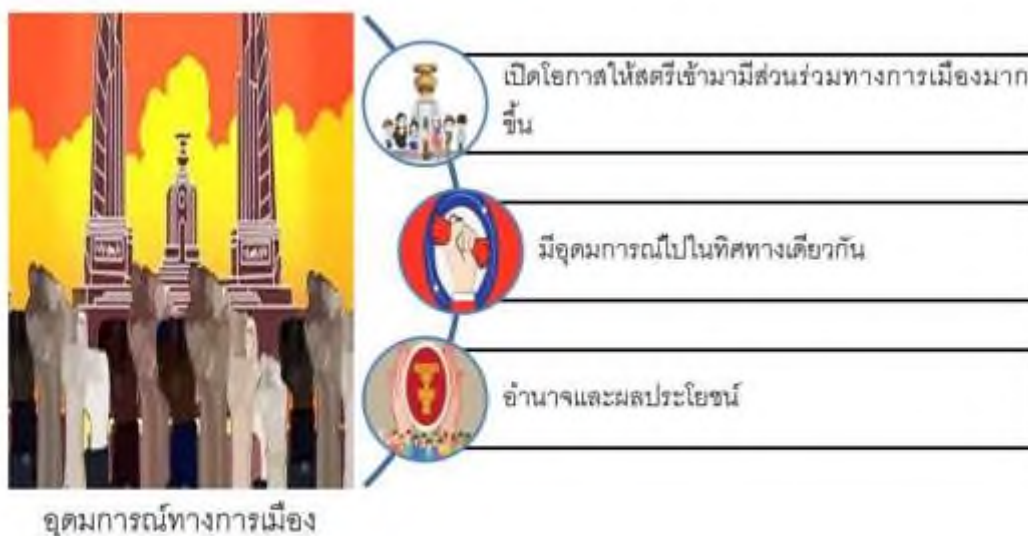 เปิดโอกาสให้สตรีเข้ามามีส่วนร่วมทางการเมืองมาก
ขึ้น
มีอุดมการณ์ไปในทิศทางเดียวกัน
อำนาจและผลประโยชน์
อุดมการณ์ทางการเมือง